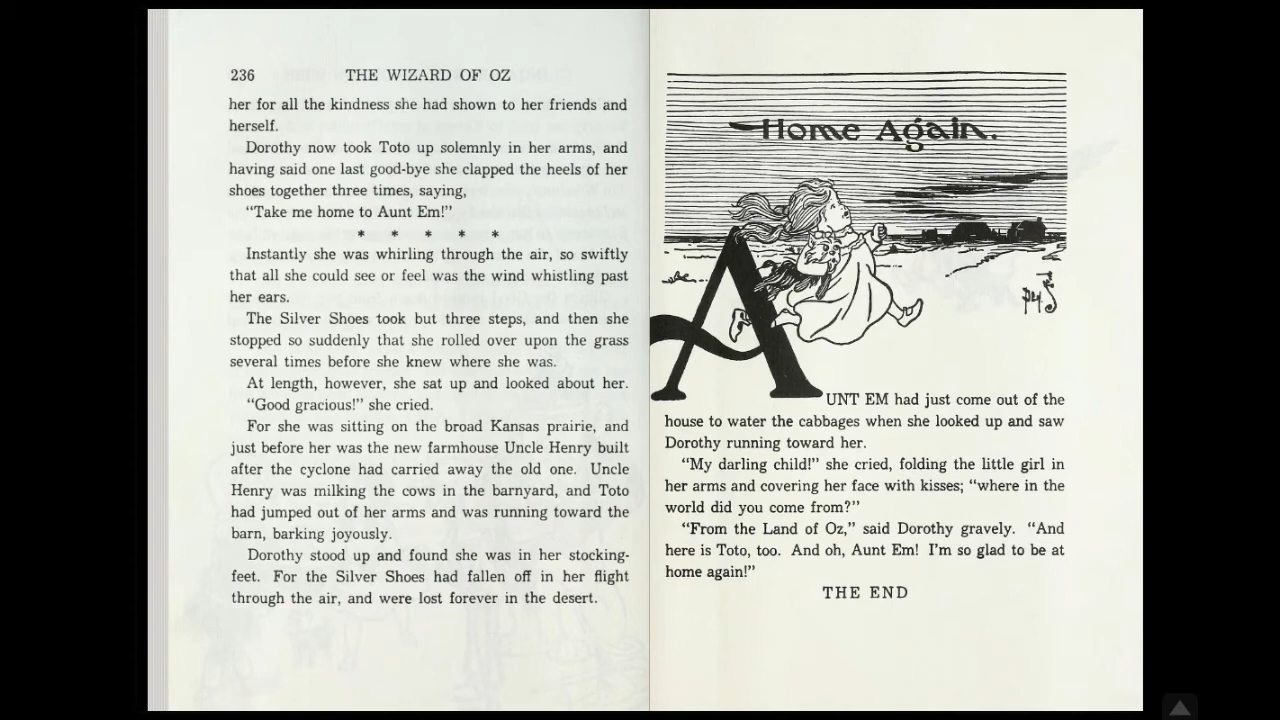 236 THE WIZARD OF OZ
her for all the kindness she had shown to her friends and
herself.
Dorothy now took Toto up solemnly in her arms, and
having said one last good-bye she clapped the heels of her
shoes together three times, saying,
“Take me home to Aunt Em!”
* * * * *
Instantly she was whirling through the air, so swiftly
that all she could see or feel was the wind whistling past
her ears.
The Silver Shoes took but three steps, and then she
stopped so suddenly that she rolled over upon the grass
several times before she knew where she was.
At length, however, she sat up and looked about her.
“Good gracious!” she cried.
For she was sitting on the broad Kansas prairie, and
just before her was the new farmhouse Uncle Henry built
after the cyclone had carried away the old one. Uncle
Henry was milking the cows in the barnyard, and Toto
had jumped out of her arms and was running toward the
barn, barking joyously.
Dorothy stood up and found she was in her stocking-
feet. For the Silver Shoes had fallen off in her flight
through the air, and were lost forever in the desert.
Home Again.
AUNT EM had just come out of the
house to water the cabbages when she looked up and saw
Dorothy running toward her.
“My darling child!” she cried, folding the little girl in
her arms and covering her face with kisses; “where in the
world did you come from?”
“From the Land of Oz,” said Dorothy gravely. “And
here is Toto, too. And oh, Aunt Em! I’m so glad to be at
home again!”
THE END